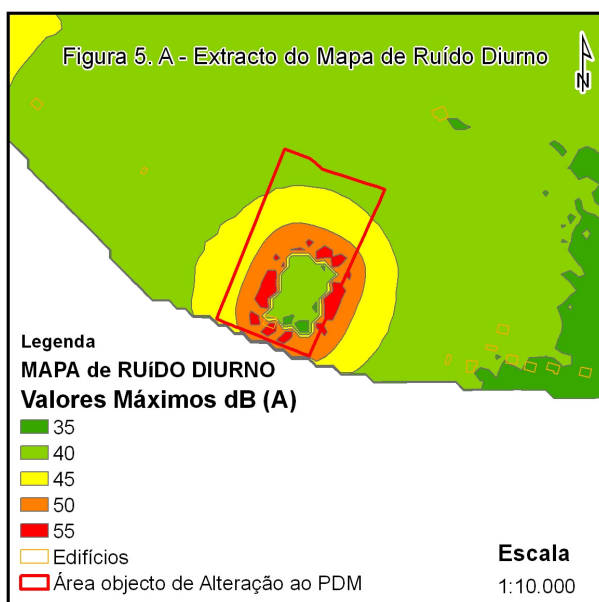 Figura 5. A - Extracto do Mapa de Ruído Diurno
N
Legenda
MAPA de RUíDO DIURNO
Valores Máximos dB (A)
35
40
45
50
55
Edifícios
Área objecto de Alteração ao PDM
Escala
1:10.000